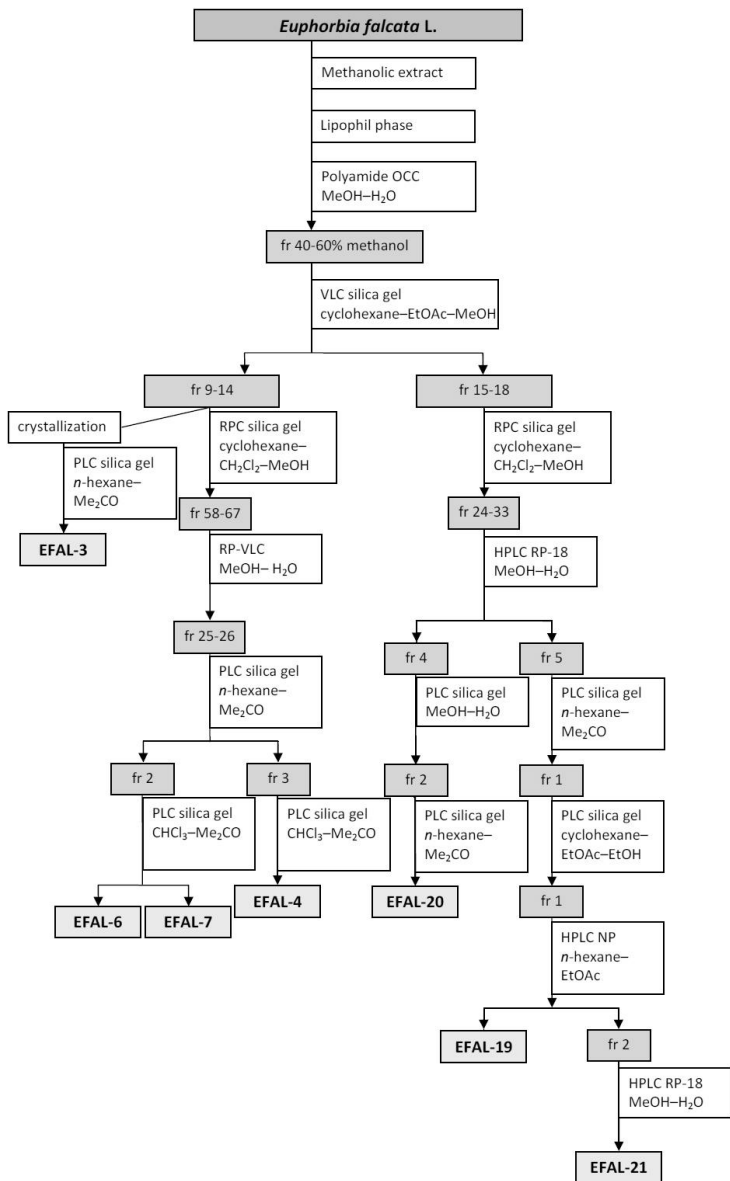 Euphorbia falcata L.
Methanolic extract
Lipophil phase
Polyamide OCC
MeOH–H₂O
fr 40-60% methanol
VLC silica gel
cyclohexane–EtOAc–MeOH
fr 9-14
fr 15-18
crystallization
RPC silica gel
cyclohexane–
CH₂Cl₂–MeOH
RPC silica gel
cyclohexane–
CH₂Cl₂–MeOH
PLC silica gel
n-hexane–
Me₂CO
fr 58-67
fr 24-33
EFAL-3
RP-VLC
MeOH– H₂O
HPLC RP-18
MeOH–H₂O
fr 25-26
fr 4
fr 5
PLC silica gel
n-hexane–
Me₂CO
PLC silica gel
MeOH–H₂O
PLC silica gel
n-hexane–
Me₂CO
fr 2
fr 3
fr 2
fr 1
PLC silica gel
CHCl₃–Me₂CO
PLC silica gel
CHCl₃–Me₂CO
PLC silica gel
n-hexane–
Me₂CO
PLC silica gel
cyclohexane–
EtOAc–EtOH
EFAL-6
EFAL-7
EFAL-4
EFAL-20
fr 1
HPLC NP
n-hexane–
EtOAc
EFAL-19
fr 2
HPLC RP-18
MeOH–H₂O
EFAL-21